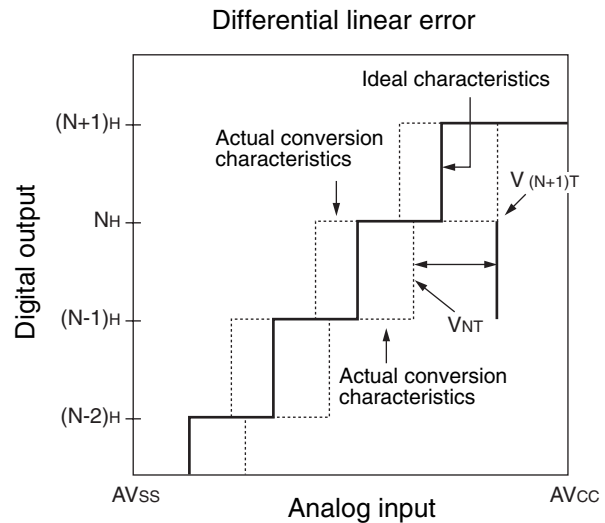 Differential linear error
Ideal characteristics
(N+1)H
Actual conversion
characteristics
V (N+1)T
NH
Digital output
(N-1)H
VNT
Actual conversion
characteristics
(N-2)H
AVSS
Analog input
AVCC